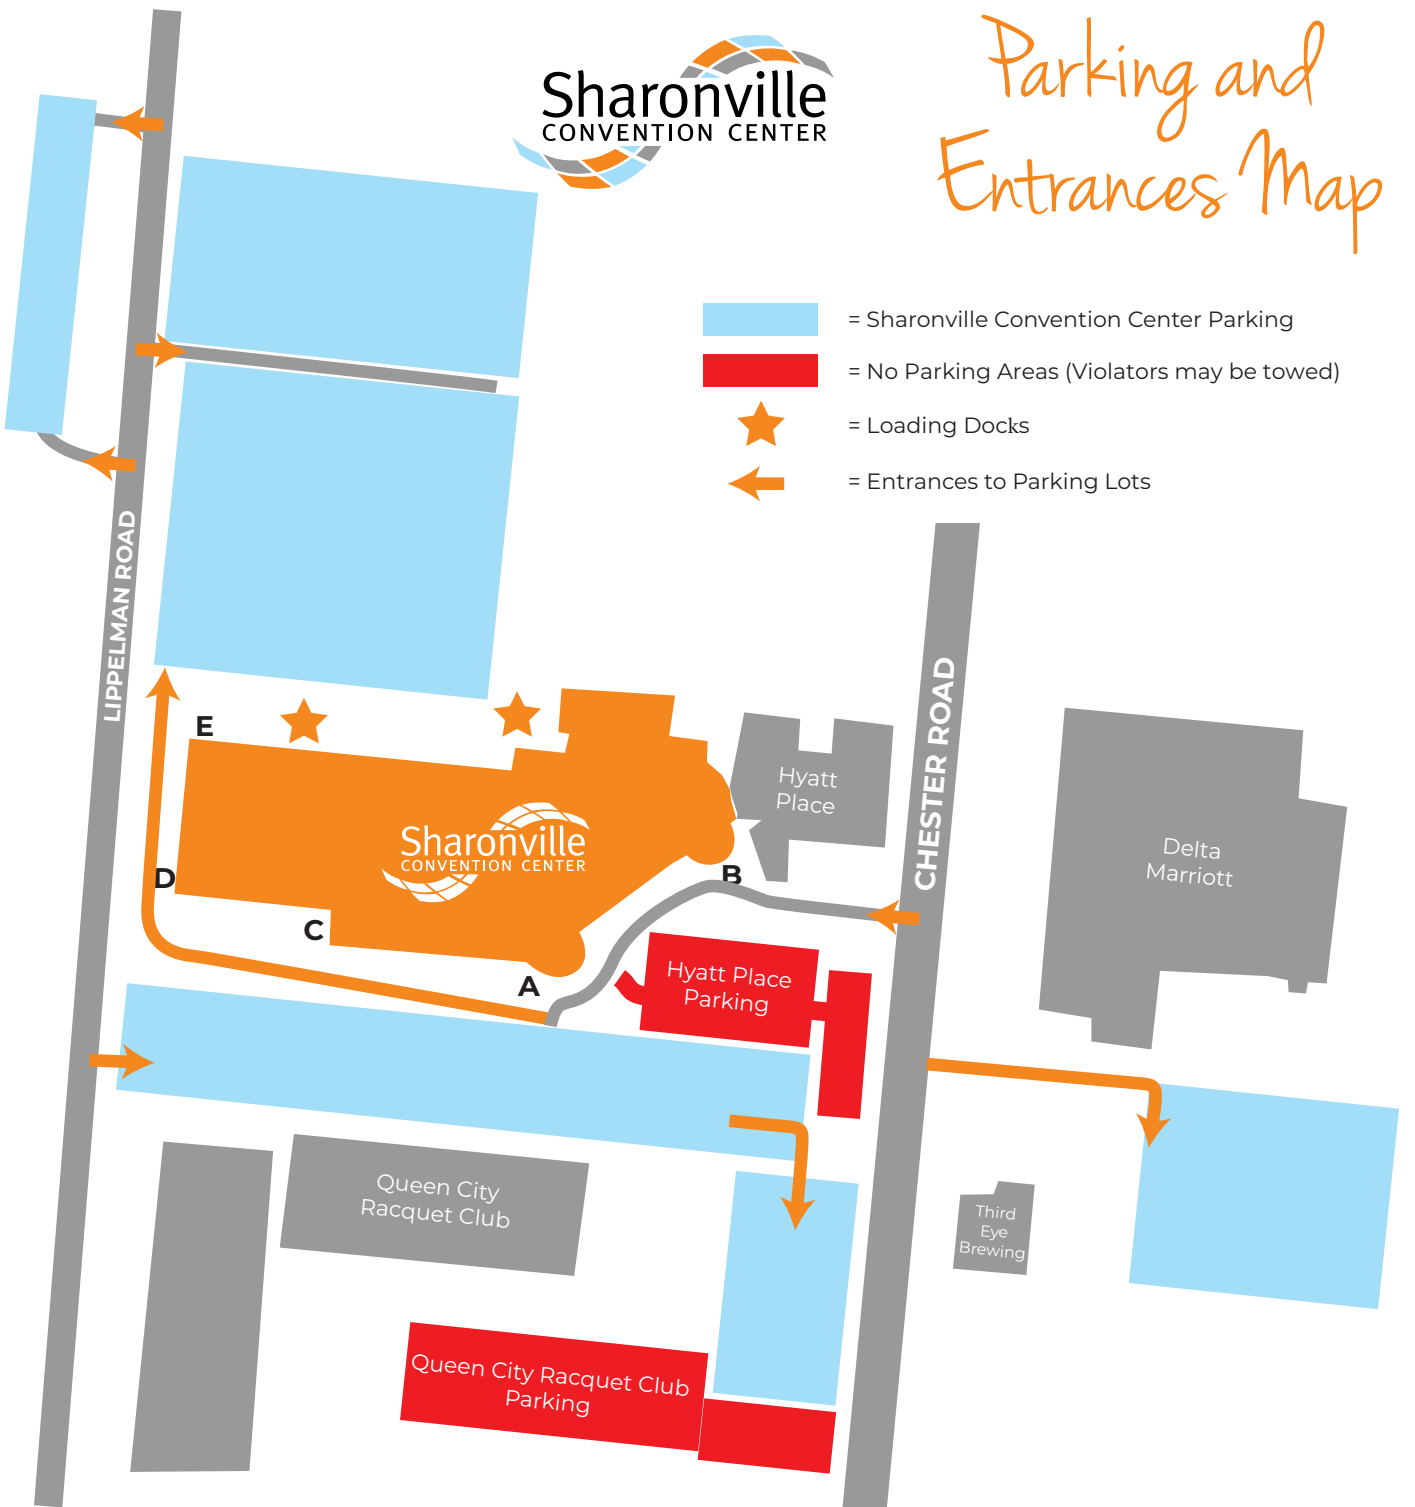 Parking and
Entrances Map
Sharonville
CONVENTION CENTER
= Sharonville Convention Center Parking
= No Parking Areas (Violators may be towed)
= Loading Docks
= Entrances to Parking Lots
LIPPELMAN ROAD
CHESTER ROAD
E
Hyatt
Place
Sharonville
CONVENTION CENTER
Delta
Marriott
D
B
C
A
Hyatt Place
Parking
Queen City
Racquet Club
Third
Eye
Brewing
Queen City Racquet Club
Parking